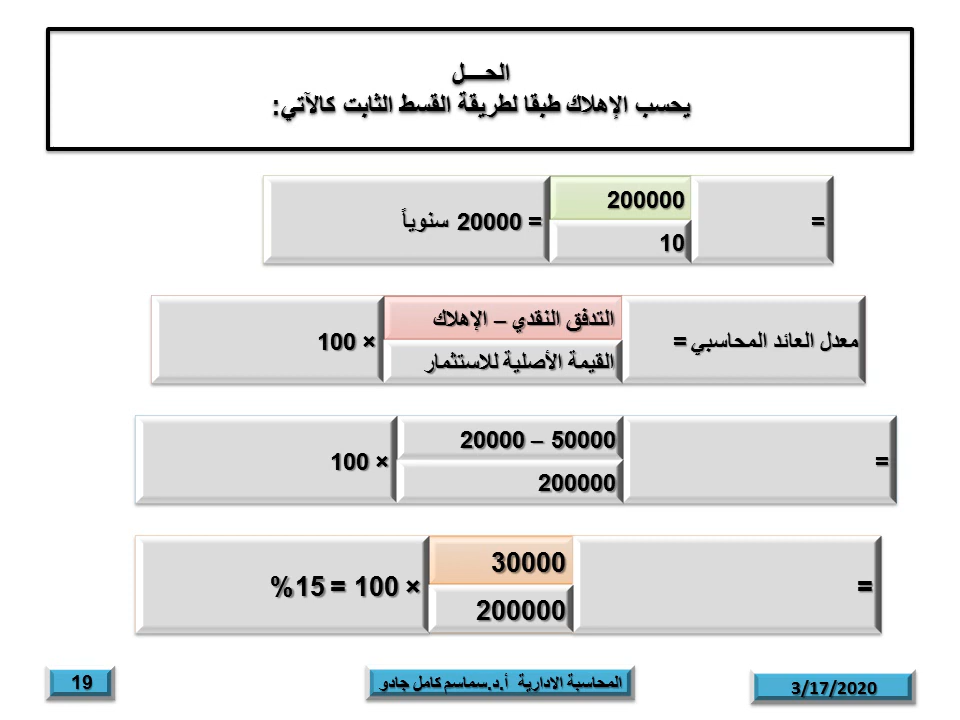 الحــــل
يحسب الإهلاك طبقا لطريقة القسط الثابت كالآتي:
=
200000
10
= 20000 سنوياً
معدل العائد المحاسبي =
التدفق النقدي – الإهلاك
القيمة الأصلية للاستثمار
× 100
=
50000 – 20000
200000
× 100
=
30000
200000
× 100 = 15%
19
المحاسبة الادارية أ.د.سماسم كامل جادو
3/17/2020